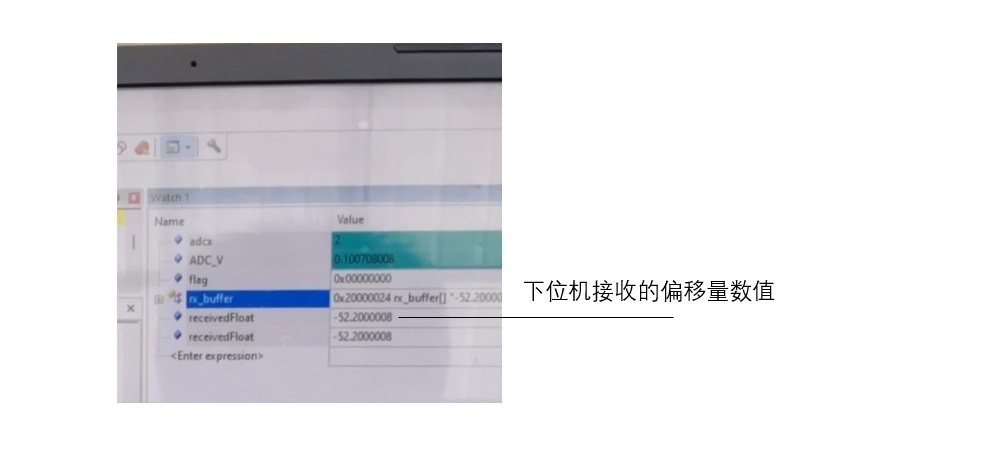 Watch 1
Name Value
adcx 2
ADC_V 0.100708008
flag 0x00000000
rx_buffer 0x20000024 rx_buffer[] "-52.20000
receivedFloat -52.2000008
receivedFloat -52.2000008
<Enter expression>
下位机接收的偏移量数值